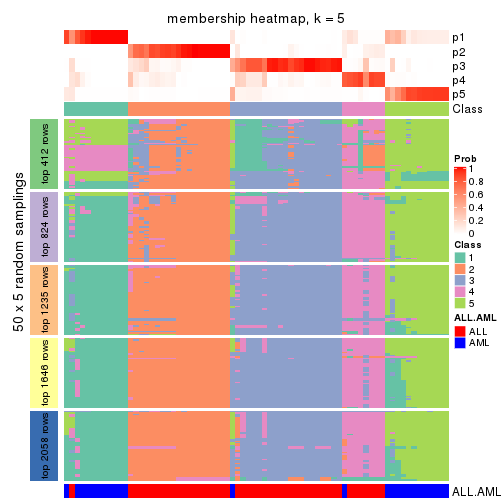 membership heatmap, k = 5
p1
p2
p3
p4
p5
Class
50 x 5 random samplings
top 412 rows
top 824 rows
top 1235 rows
top 1646 rows
top 2058 rows
Prob
1
0.8
0.6
0.4
0.2
0
Class
1
2
3
4
5
ALL.AML
ALL
AML
ALL.AML